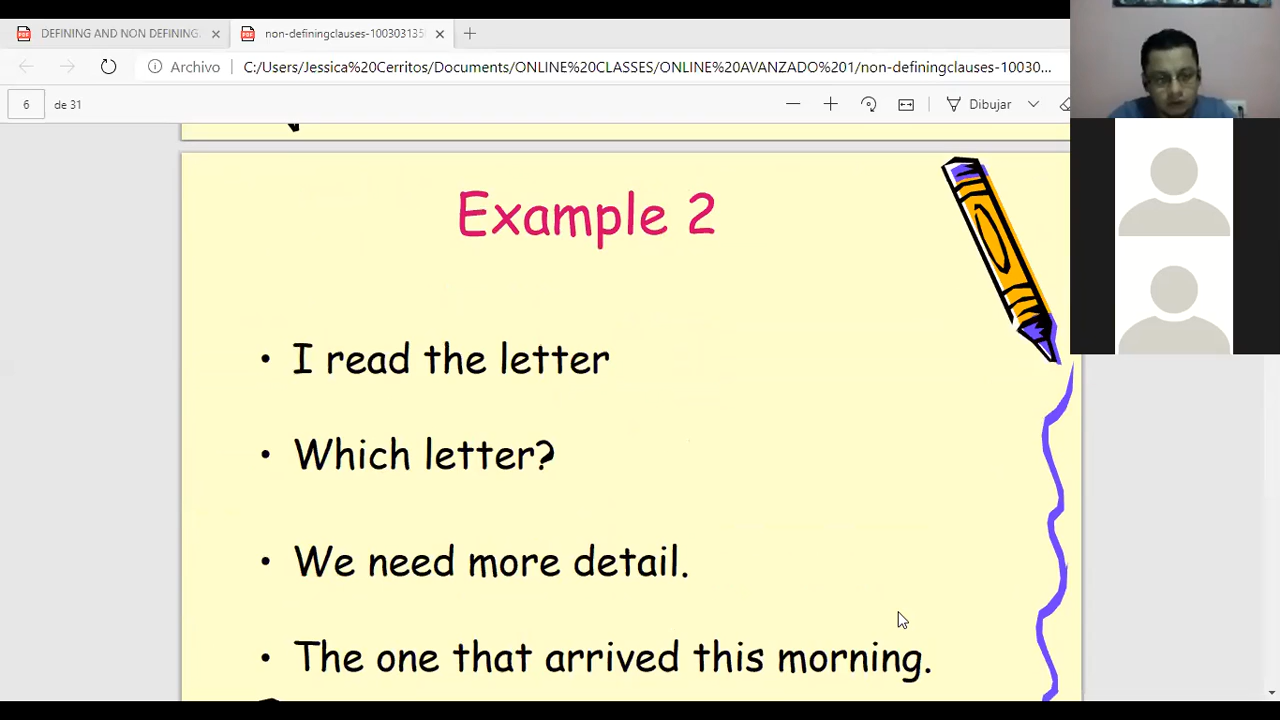 DEFINING AND NON DEFINING.
non-definingclauses-100303135
Archivo
C:/Users/Jessica%20Cerritos/Documents/ONLINE%20CLASSES/ONLINE%20AVANZADO%201/non-definingclauses-10030...
6
de 31
Dibujar
Example 2
• I read the letter
• Which letter?
• We need more detail.
• The one that arrived this morning.